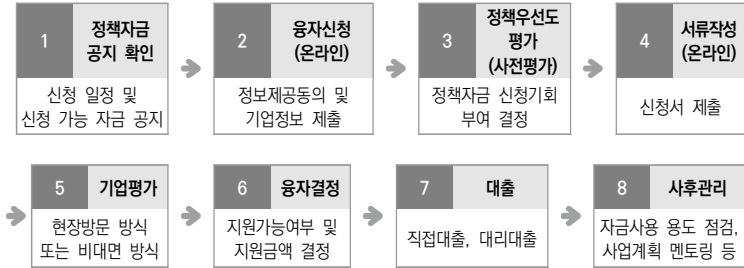 1
정책자금
공지 확인
신청 일정 및
신청 가능 자금 공지
2
융자신청
(온라인)
정보제공동의 및
기업정보 제출
3
정책우선도
평가
(사전평가)
정책자금 신청기회
부여 결정
4
서류작성
(온라인)
신청서 제출
5
기업평가
현장방문 방식
또는 비대면 방식
6
융자결정
지원가능여부 및
지원금액 결정
7
대출
직접대출, 대리대출
8
사후관리
자금사용 용도 점검,
사업계획 멘토링 등